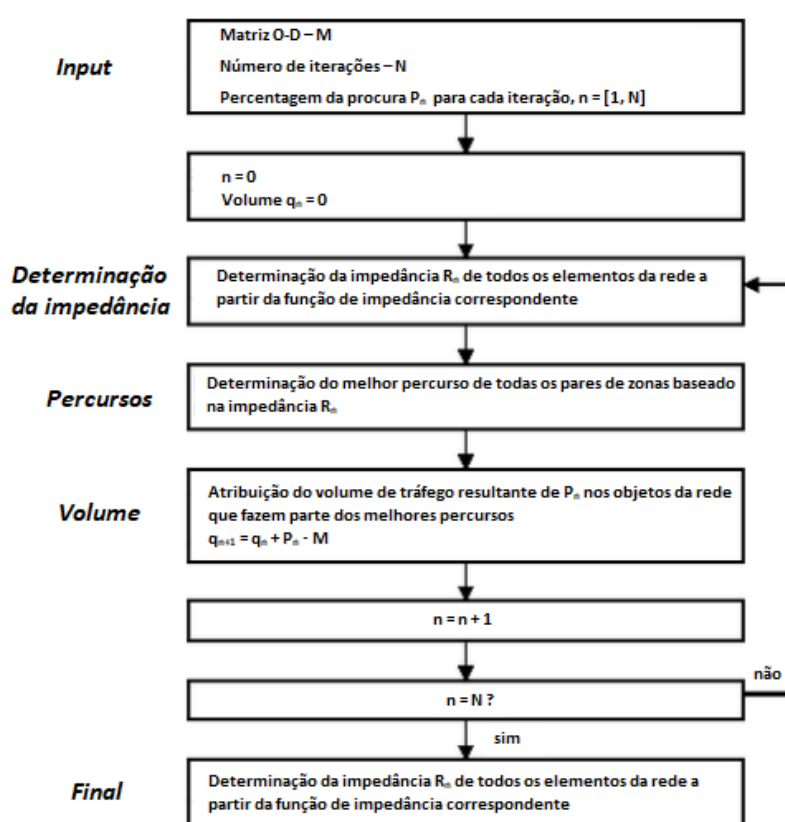 Input
Matriz O-D – M
Número de iterações – N
Percentagem da procura Pₙ para cada iteração, n = [1, N]
n = 0
Volume qₙ = 0
Determinação
da impedância
Determinação da impedância Rₙ de todos os elementos da rede a
partir da função de impedância correspondente
Percursos
Determinação do melhor percurso de todas os pares de zonas baseado
na impedância Rₙ
Volume
Atribuição do volume de tráfego resultante de Pₙ nos objetos da rede
que fazem parte dos melhores percursos
qₙ₊₁ = qₙ + Pₙ - M
n = n + 1
n = N ?
não
sim
Final
Determinação da impedância Rₙ de todos os elementos da rede a
partir da função de impedância correspondente